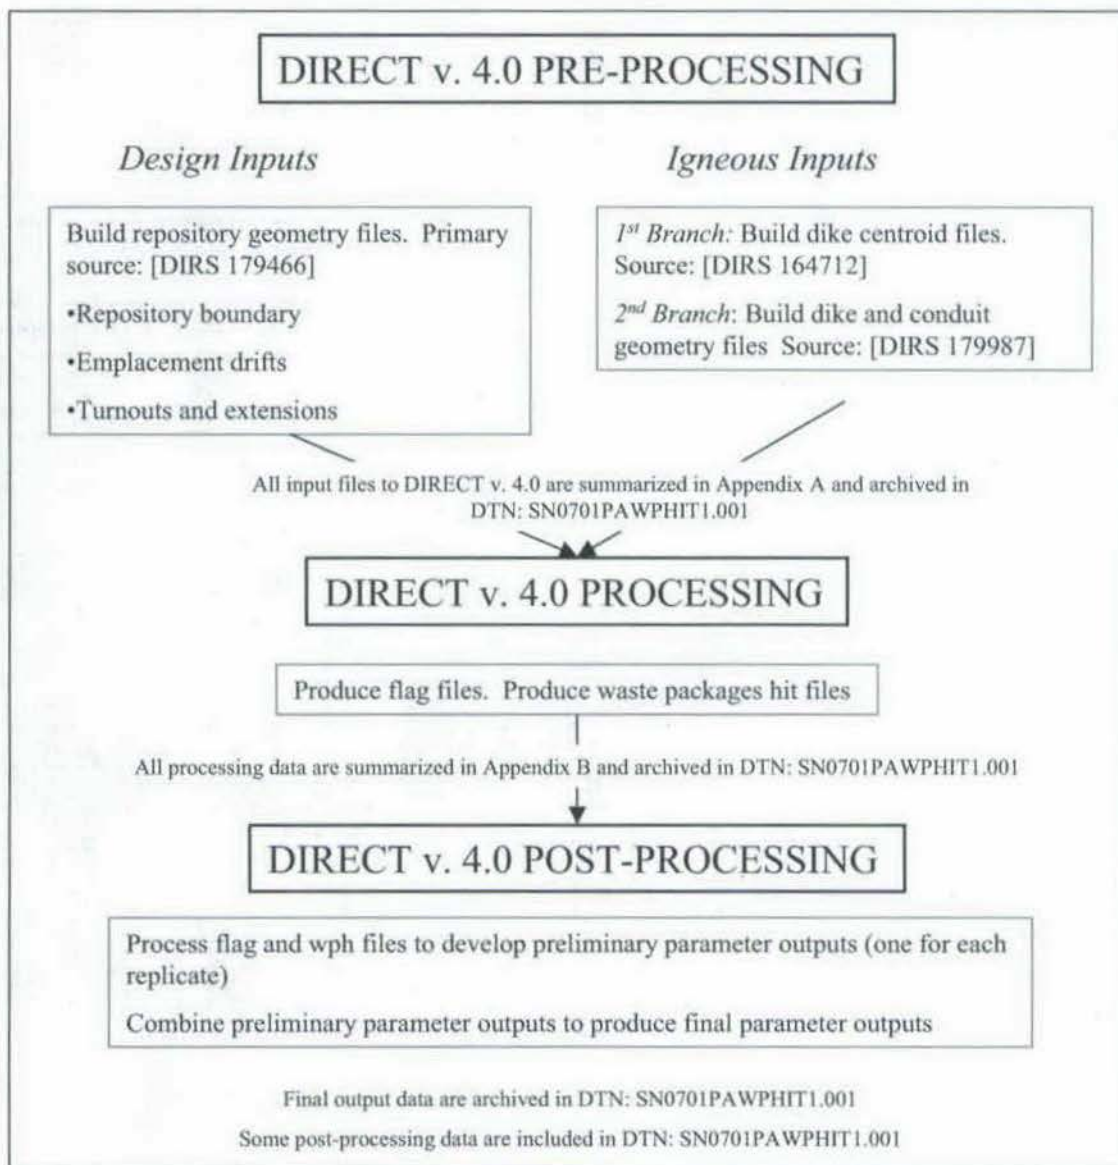 DIRECT v. 4.0 PRE-PROCESSING
Design Inputs
Build repository geometry files. Primary
source: [DIRS 179466]
•Repository boundary
•Emplacement drifts
•Turnouts and extensions
Igneous Inputs
1st Branch: Build dike centroid files.
Source: [DIRS 164712]
2nd Branch: Build dike and conduit
geometry files Source: [DIRS 179987]
All input files to DIRECT v. 4.0 are summarized in Appendix A and archived in
DTN: SN0701PAWPHIT1.001
DIRECT v. 4.0 PROCESSING
Produce flag files. Produce waste packages hit files
All processing data are summarized in Appendix B and archived in DTN: SN0701PAWPHIT1.001
DIRECT v. 4.0 POST-PROCESSING
Process flag and wph files to develop preliminary parameter outputs (one for each
replicate)
Combine preliminary parameter outputs to produce final parameter outputs
Final output data are archived in DTN: SN0701PAWPHIT1.001
Some post-processing data are included in DTN: SN0701PAWPHIT1.001